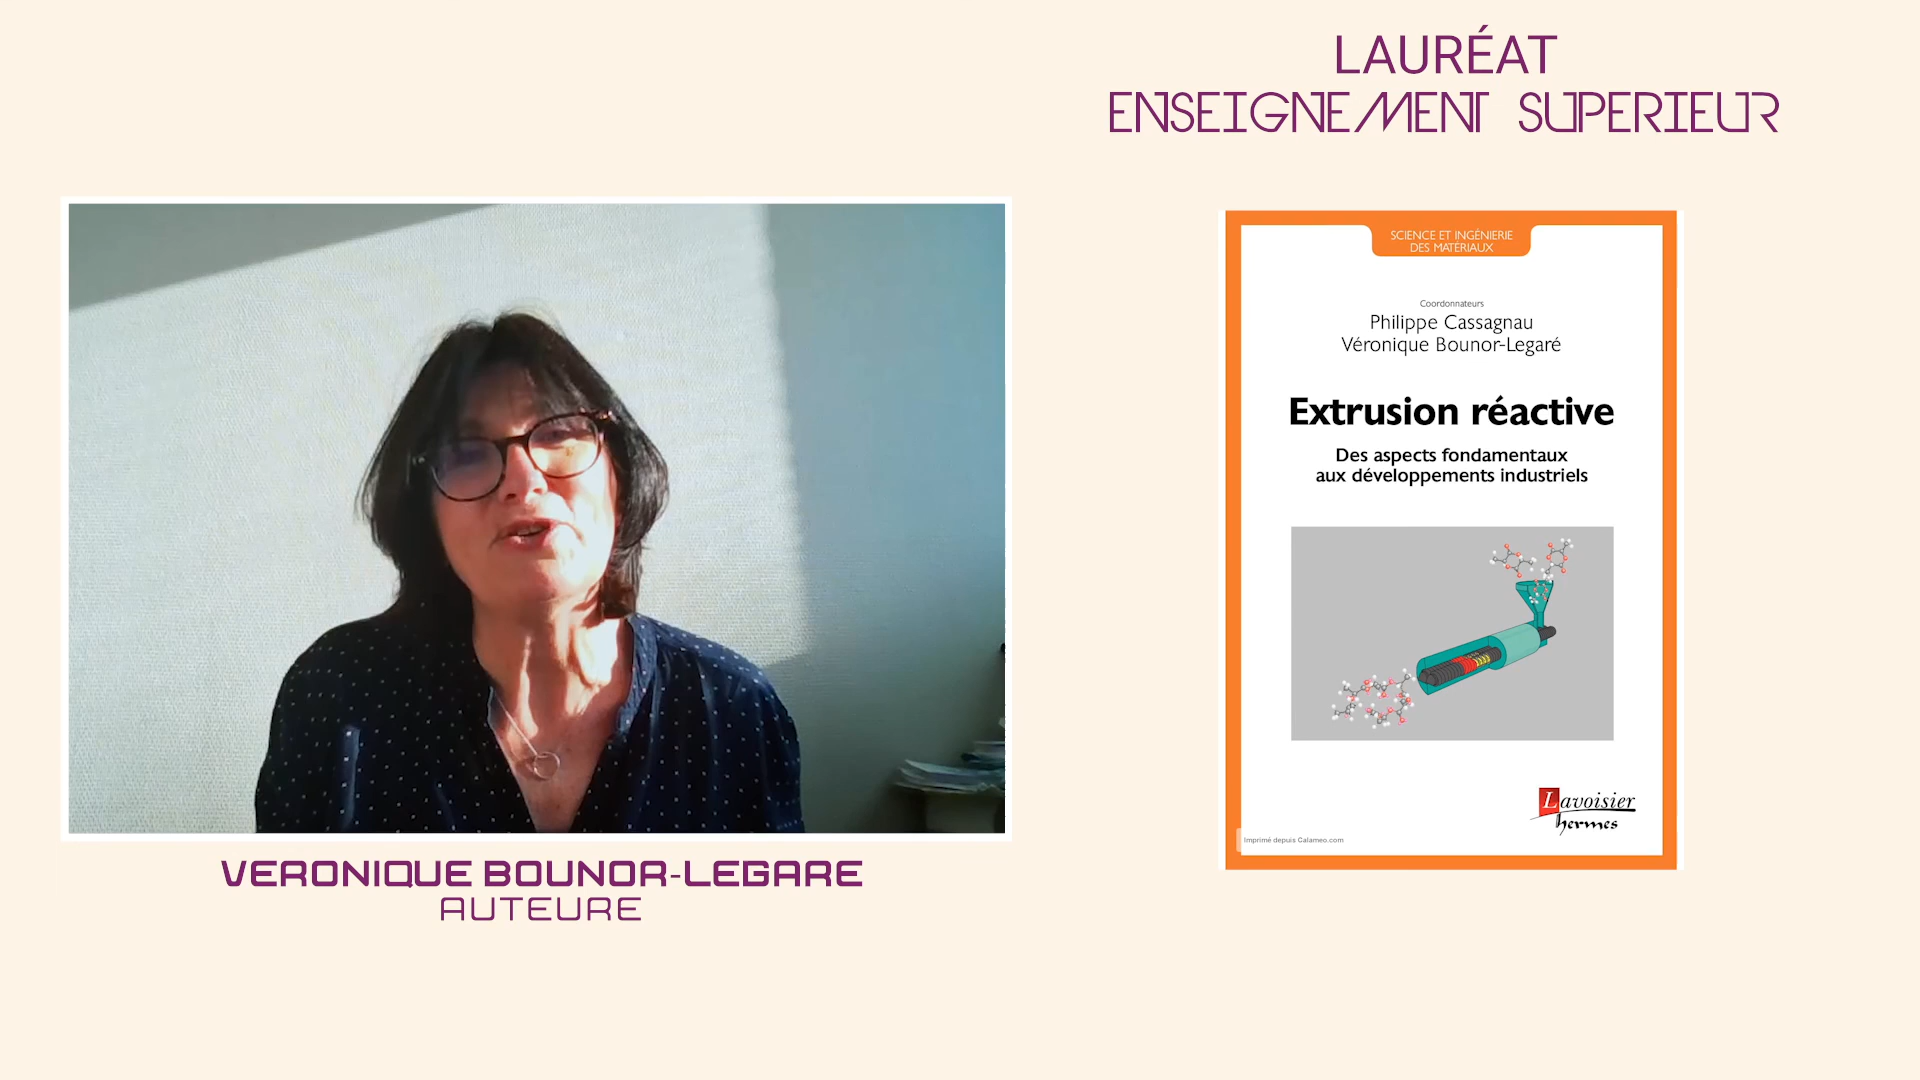 LAURÉAT
ENSEIGNEMENT SUPERIEUR
SCIENCE ET INGÉNIERIE
DES MATÉRIAUX
Coordonnateurs
Philippe Cassagnau
Véronique Bounor-Legaré
Extrusion réactive
Des aspects fondamentaux
aux développements industriels
Lavoisier
hermes
Imprimé depuis Calameo.com
VERONIQUE BOUNOR-LEGARE
AUTEURE